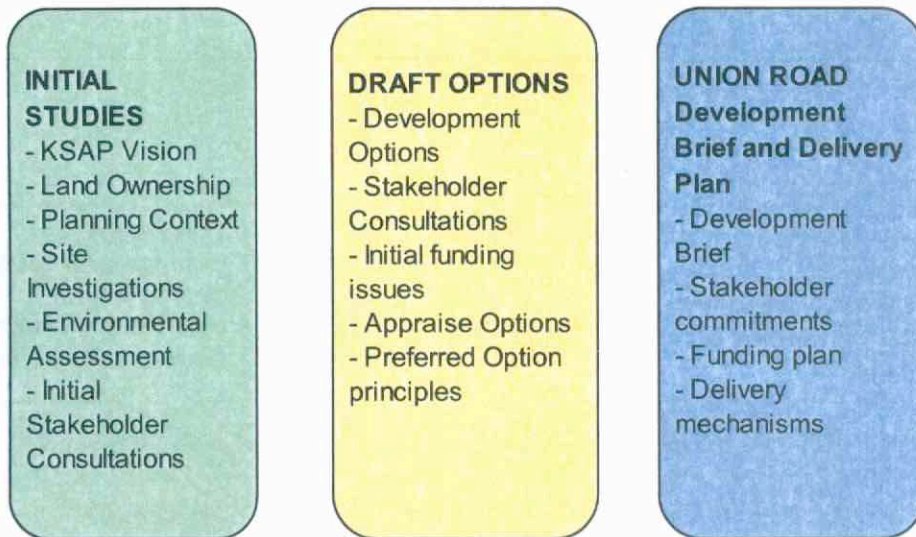 INITIAL
STUDIES
- KSAP Vision
- Land Ownership
- Planning Context
- Site
Investigations
- Environmental
Assessment
- Initial
Stakeholder
Consultations
DRAFT OPTIONS
- Development
Options
- Stakeholder
Consultations
- Initial funding
issues
- Appraise Options
- Preferred Option
principles
UNION ROAD
Development
Brief and Delivery
Plan
- Development
Brief
- Stakeholder
commitments
- Funding plan
- Delivery
mechanisms